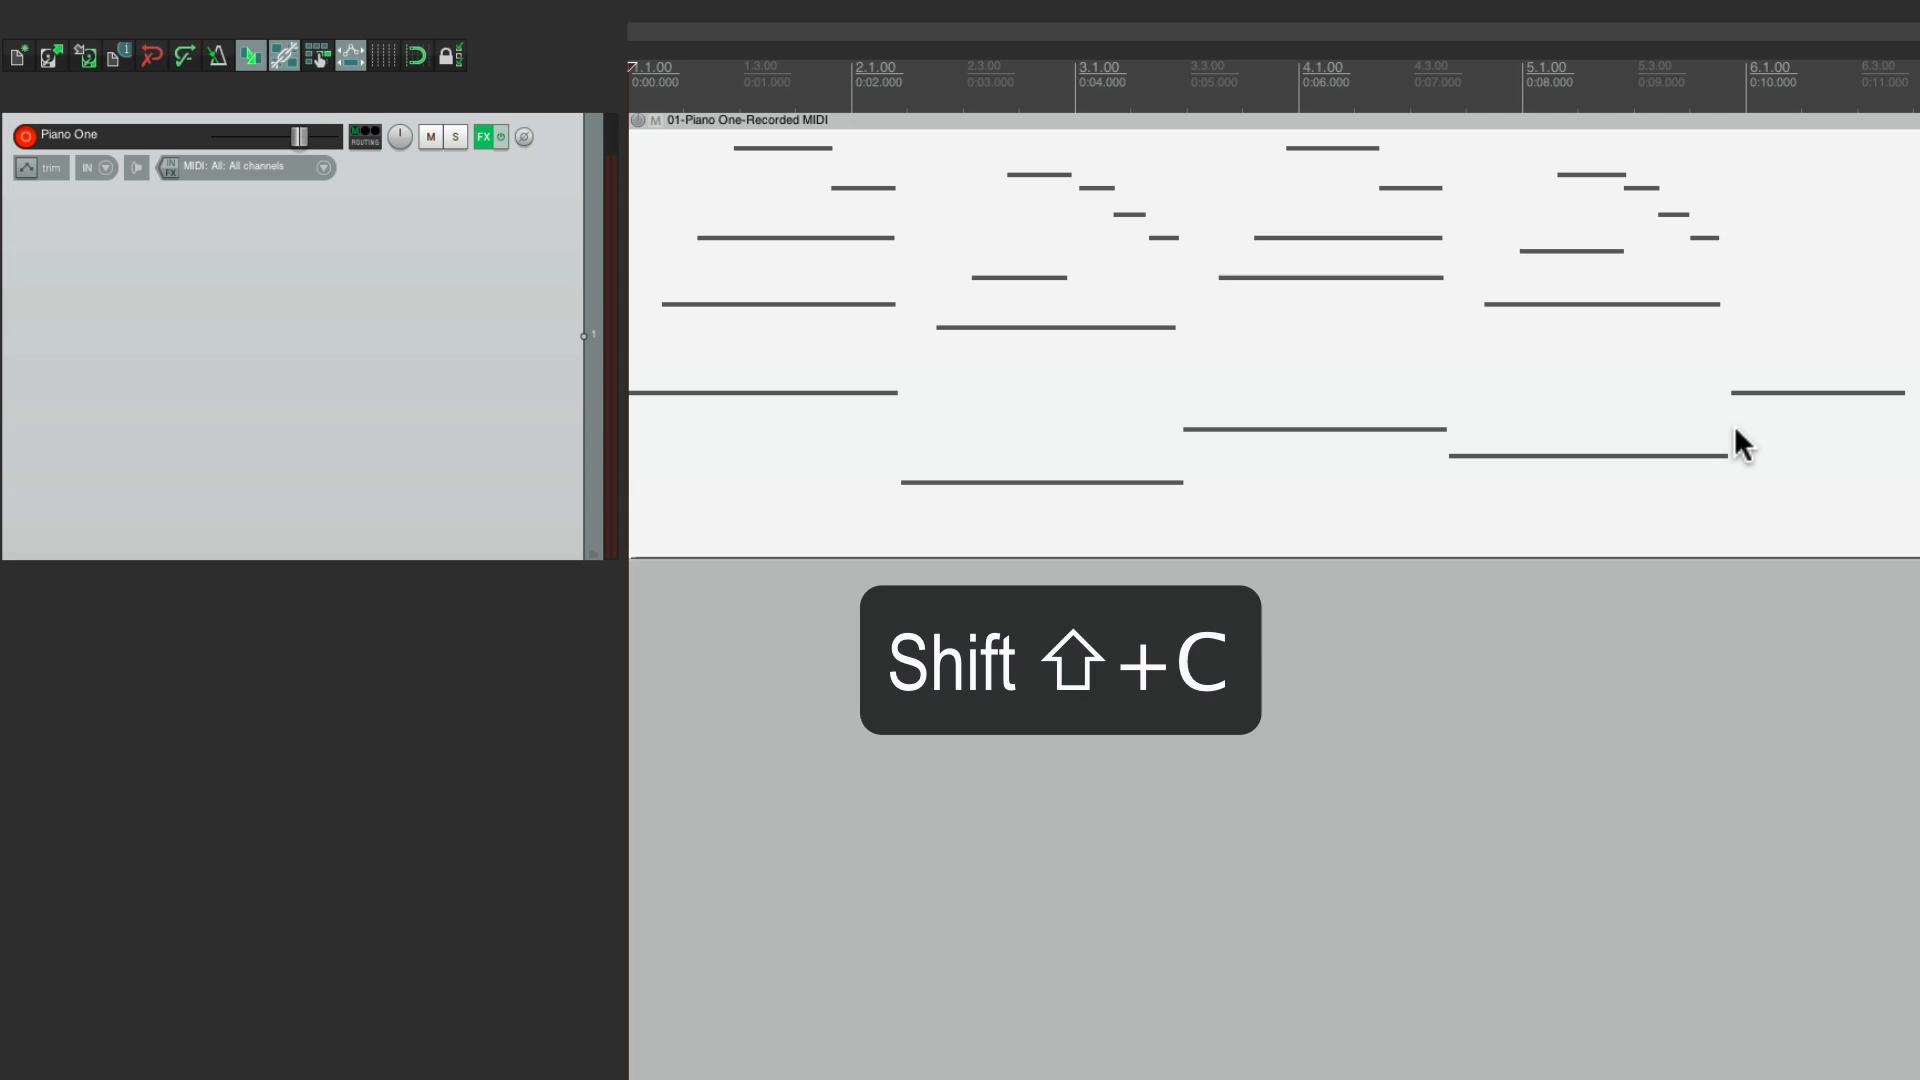 1.1.00 1.3.00 2.1.00 2.3.00 3.1.00 3.3.00 4.1.00 4.3.00 5.1.00 5.3.00 6.1.00 6.3.00
0:00.000 0:01.000 0:02.000 0:03.000 0:04.000 0:05.000 0:06.000 0:07.000 0:08.000 0:09.000 0:10.000 0:11.000
M 01-Piano One-Recorded MIDI
Piano One ROUTING M S FX
trim IN IN FX MIDI: All: All channels
1
Shift ⇧+C